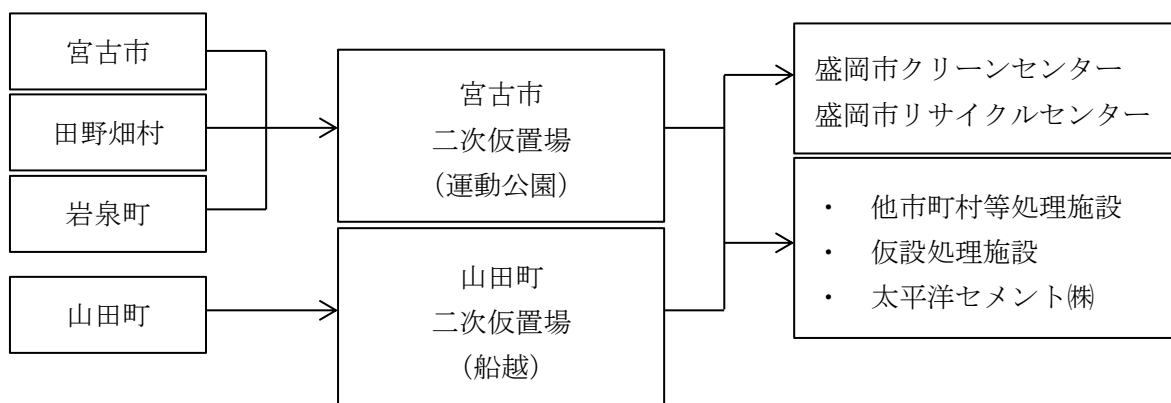 宮古市
田野畑村
岩泉町
山田町
宮古市
二次仮置場
(運動公園)
山田町
二次仮置場
(船越)
盛岡市クリーンセンター
盛岡市リサイクルセンター
・ 他市町村等処理施設
・ 仮設処理施設
・ 太平洋セメント㈱